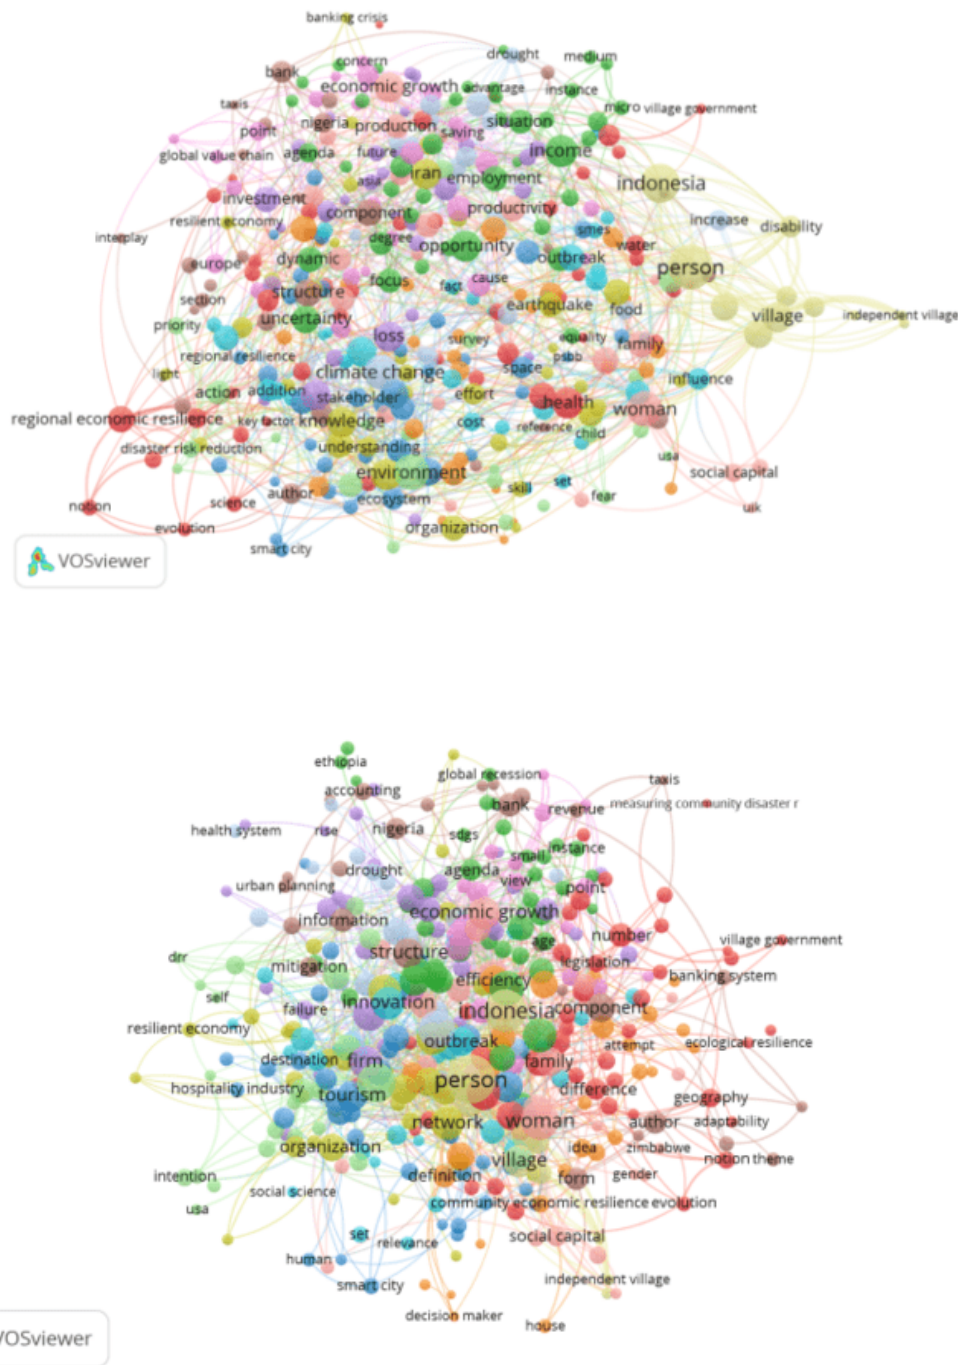 banking crisis
drought
medium
concern
bank
economic growth
advantage
instance
taxis
micro
village government
nigeria
production
situation
point
saving
global value chain
agenda
future
income
iran
employment
asia
indonesia
investment
component
productivity
resilient economy
increase
disability
smes
interplay
degree
opportunity
water
europe
dynamic
outbreak
person
focus
fact
cause
section
structure
earthquake
food
uncertainty
village
independent village
priority
loss
survey
equality
family
regional resilience
psbb
light
climate change
space
influence
action
addition
stakeholder
effort
health
woman
regional economic resilience
key factor
knowledge
cost
reference
child
disaster risk reduction
understanding
usa
environment
social capital
skill
set
notion
science
author
ecosystem
fear
uik
evolution
organization
smart city
VOSviewer
ethiopia
global recession
taxis
accounting
bank
revenue
measuring community disaster r
health system
rise
nigeria
sdgs
small
instance
drought
agenda
view
urban planning
point
information
economic growth
number
age
village government
structure
drr
mitigation
legislation
efficiency
banking system
self
failure
innovation
indonesia
component
resilient economy
outbreak
attempt
ecological resilience
destination
firm
family
person
hospitality industry
tourism
difference
geography
network
woman
author
adaptability
organization
idea
zimbabwe
village
notion
theme
intention
definition
form
gender
social science
usa
community economic resilience
evolution
set
relevance
social capital
human
smart city
independent village
decision maker
house
VOSviewer